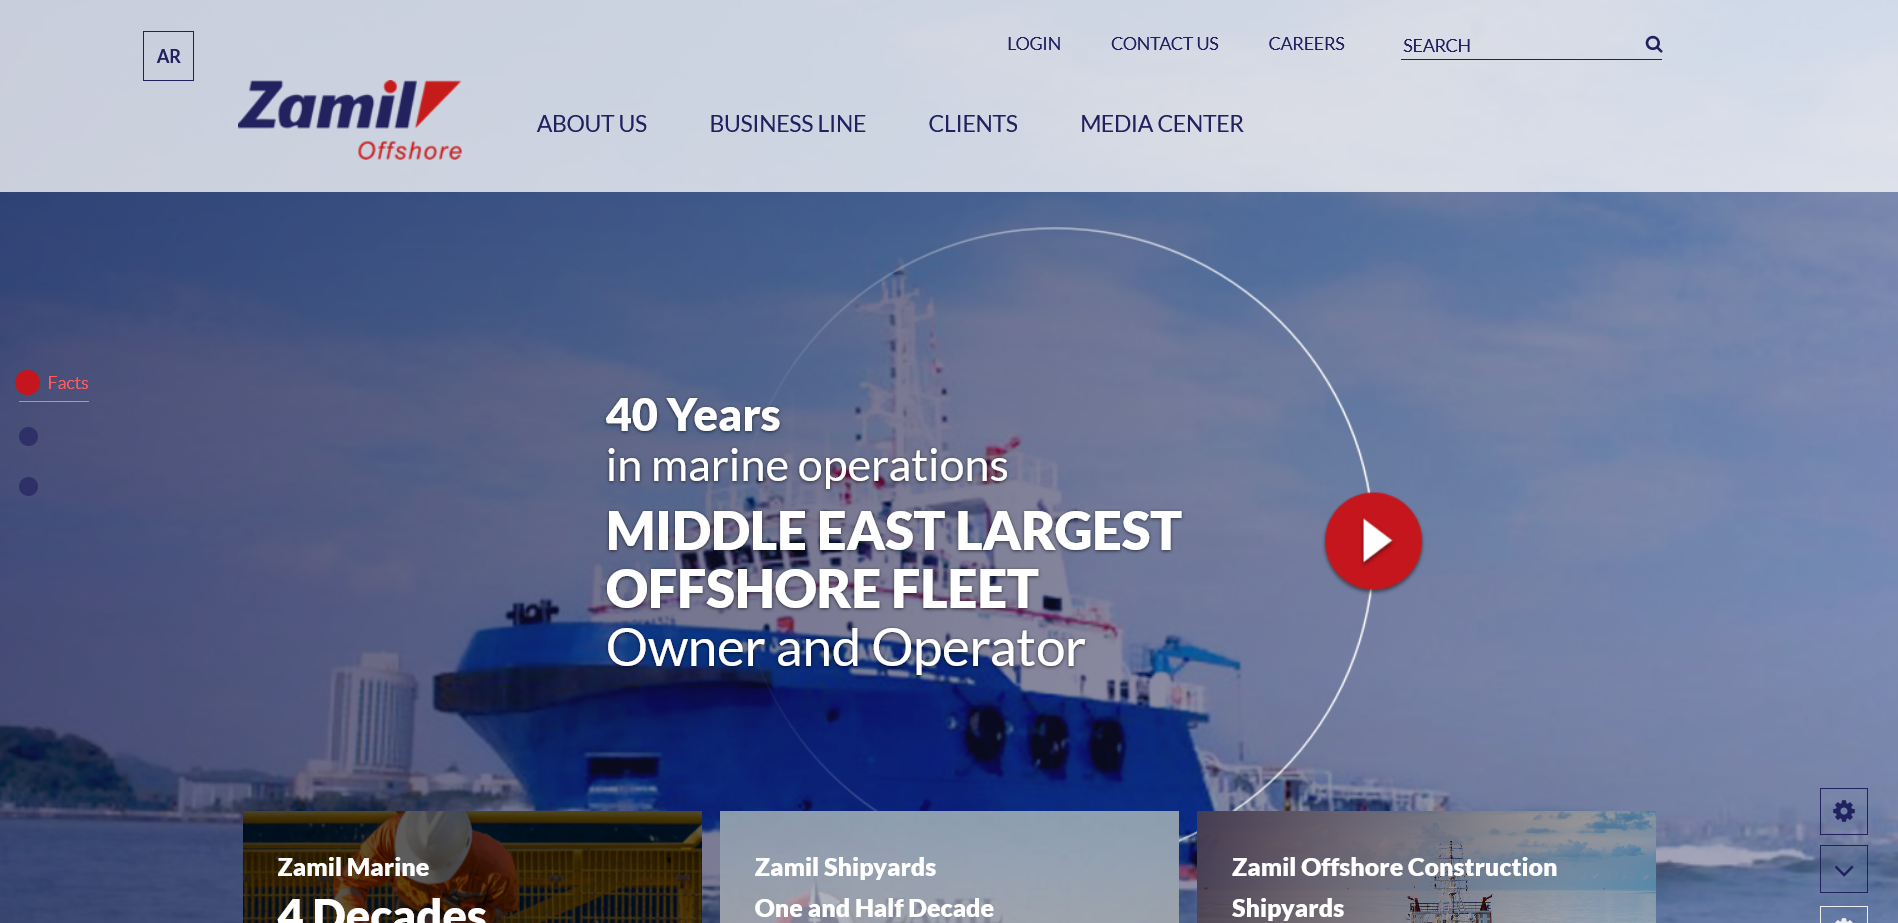 AR
LOGIN
CONTACT US
CAREERS
SEARCH
Zamil
Offshore
ABOUT US
BUSINESS LINE
CLIENTS
MEDIA CENTER
Facts
40 Years
in marine operations
MIDDLE EAST LARGEST
OFFSHORE FLEET
Owner and Operator
Zamil Marine
4 Decades
Zamil Shipyards
One and Half Decade
Zamil Offshore Construction
Shipyards